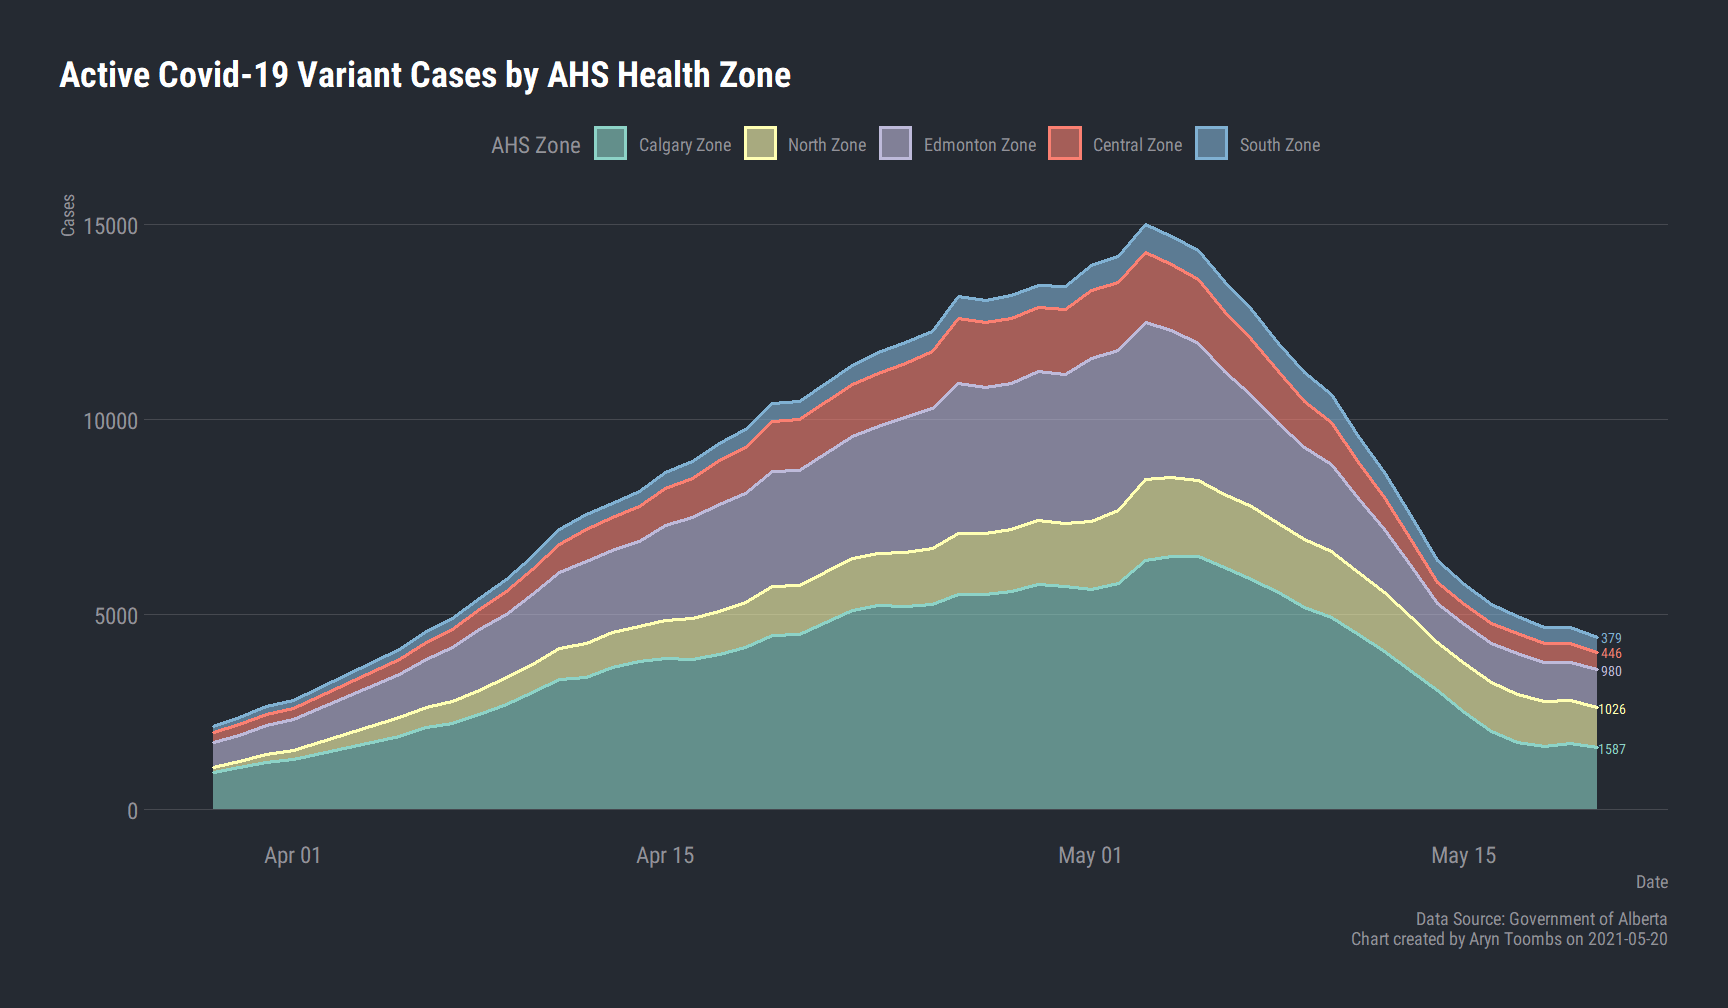 Active Covid-19 Variant Cases by AHS Health Zone
AHS Zone Calgary Zone North Zone Edmonton Zone Central Zone South Zone
Cases
15000
10000
5000
0
379
446
980
1026
1587
Apr 01 Apr 15 May 01 May 15
Date
Data Source: Government of Alberta
Chart created by Aryn Toombs on 2021-05-20